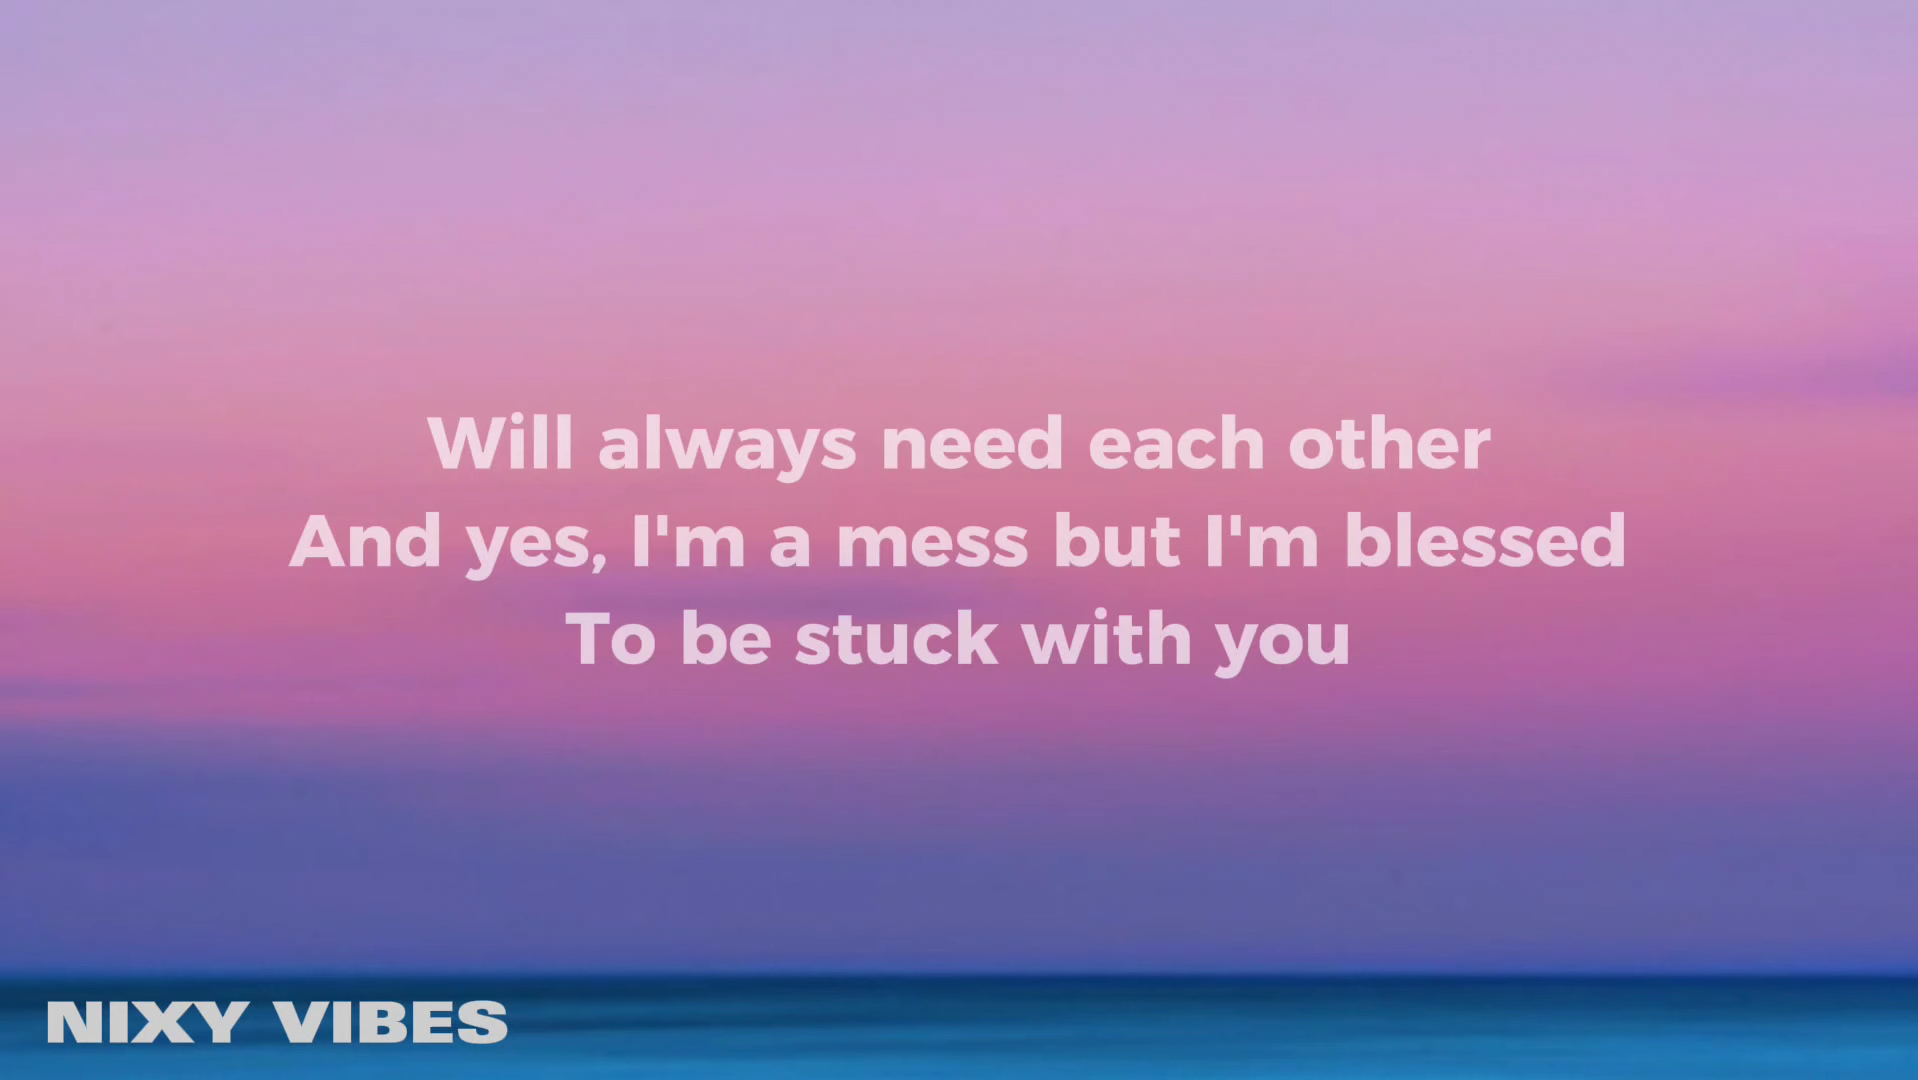 Will always need each other
And yes, I'm a mess but I'm blessed
To be stuck with you
NIXY VIBES